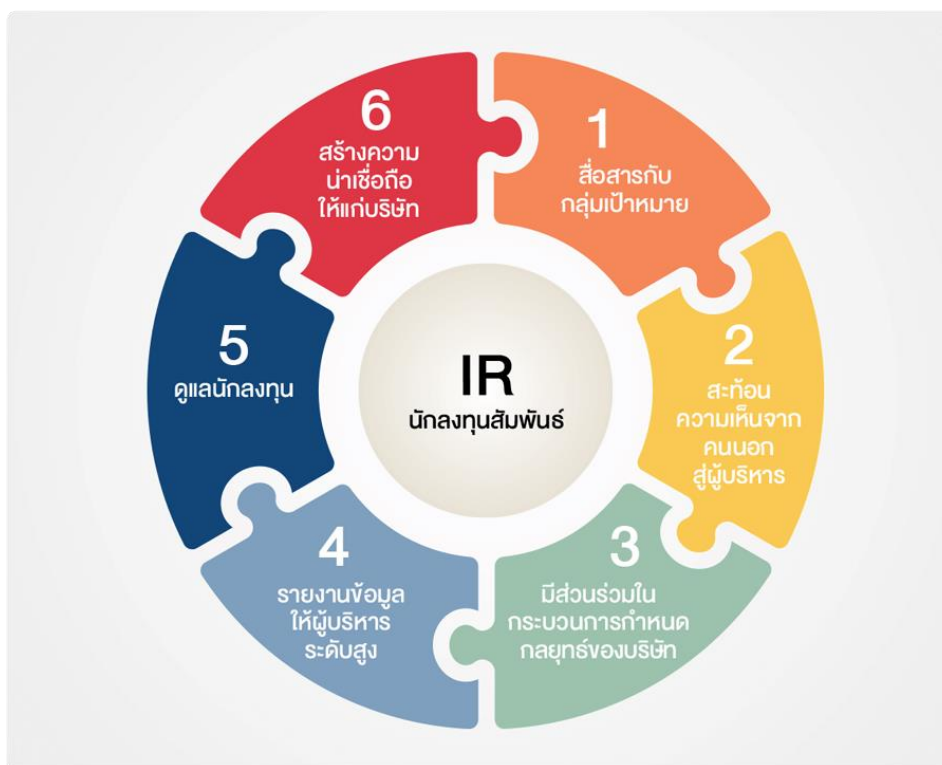 1
สื่อสารกับ
กลุ่มเป้าหมาย
2
สะท้อน
ความเห็นจาก
คนนอก
สู่ผู้บริหาร
3
มีส่วนร่วมใน
กระบวนการกำหนด
กลยุทธ์ของบริษัท
4
รายงานข้อมูล
ให้ผู้บริหาร
ระดับสูง
5
ดูแลนักลงทุน
6
สร้างความ
น่าเชื่อถือ
ให้แก่บริษัท
IR
นักลงทุนสัมพันธ์